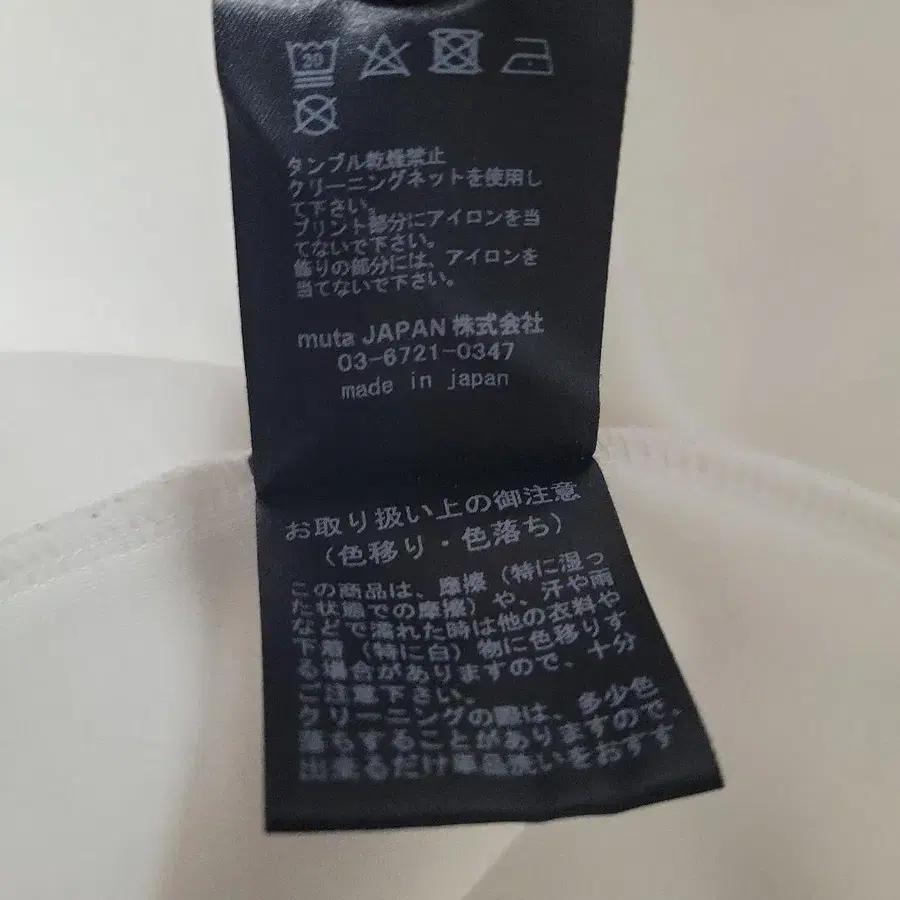 30
タンブル乾燥禁止
クリーニングネットを使用し
て下さい。
プリント部分にアイロンを当
てないで下さい。
飾りの部分には、アイロンを
当てないで下さい。
muta JAPAN 株式会社
03-6721-0347
made in japan
お取り扱い上の御注意
(色移り・色落ち)
この商品は、摩擦(特に湿っ
た状態での摩擦)や、汗や雨
などで濡れた時は他の衣料や
下着(特に白)物に色移りす
る場合がありますので、十分
ご注意下さい。
クリーニングの際は、多少色
落ちすることがありますので、
出来るだけ単品洗いをおすす